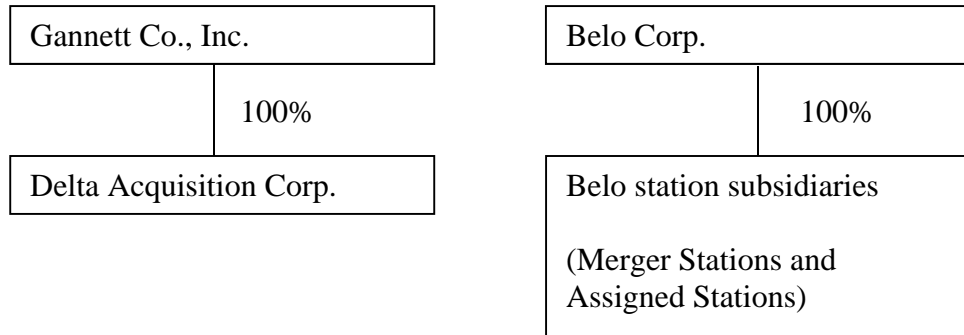 Gannett Co., Inc.
Belo Corp.
100%
100%
Delta Acquisition Corp.
Belo station subsidiaries
(Merger Stations and
Assigned Stations)